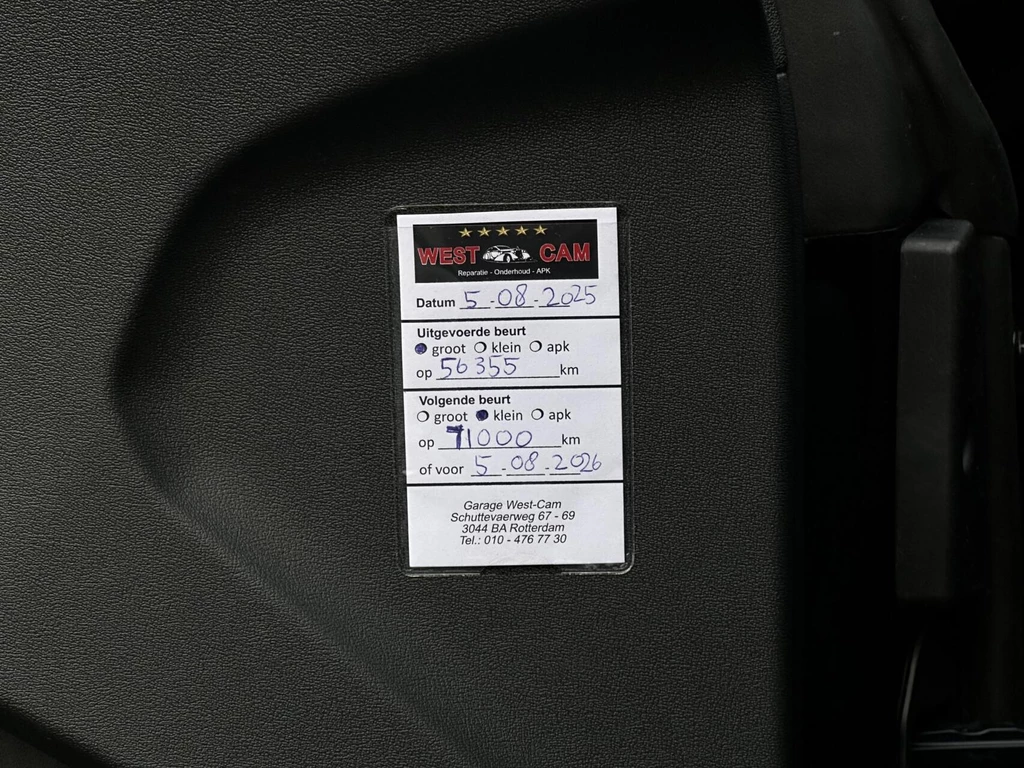 WEST CAM
Reparatie - Onderhoud - APK
Datum 5-08-2025
Uitgevoerde beurt
groot klein apk
op 56355 km
Volgende beurt
groot klein apk
op 71000 km
of voor 5-08-2026
Garage West-Cam
Schuttevaerweg 67 - 69
3044 BA Rotterdam
Tel.: 010 - 476 77 30